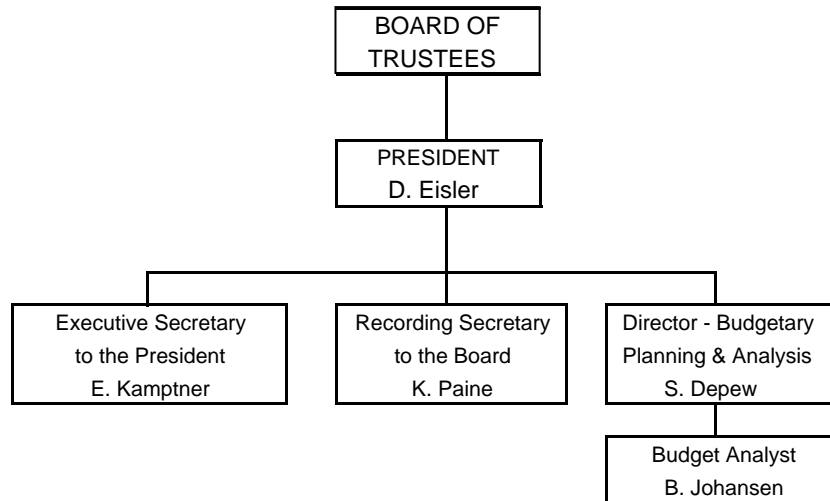 BOARD OF
TRUSTEES
PRESIDENT
D. Eisler
Executive Secretary
to the President
E. Kamptner
Recording Secretary
to the Board
K. Paine
Director - Budgetary
Planning & Analysis
S. Depew
Budget Analyst
B. Johansen